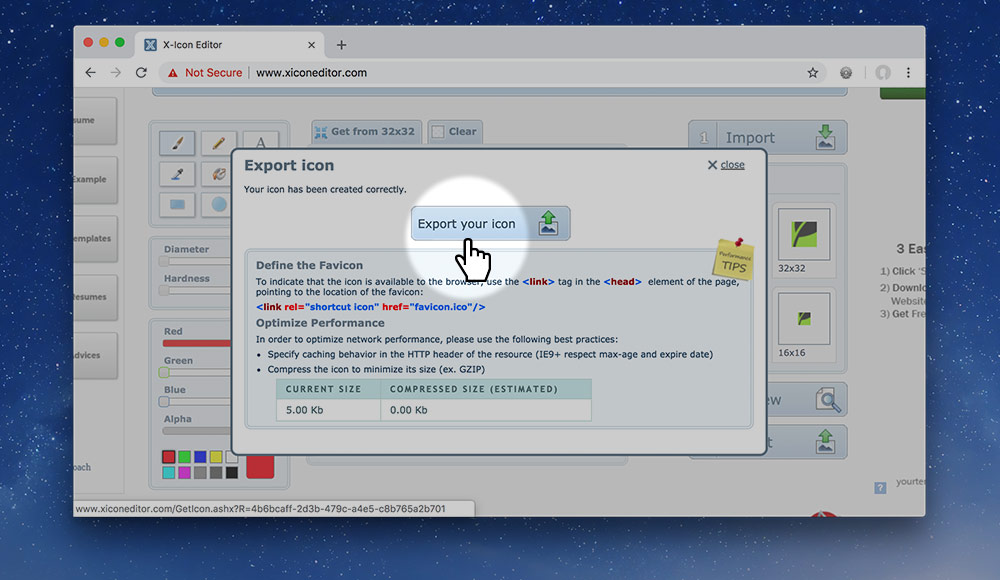 X-Icon Editor
Not Secure
www.xiconeditor.com
ume
Get from 32x32
Clear
1
Import
A
Example
emplates
esumes
dvices
oach
Diameter
Hardness
Red
Green
Blue
Alpha
Export icon
close
Your icon has been created correctly.
Export your icon
Performance
TIPS
Define the Favicon
To indicate that the icon is available to the browser, use the <link> tag in the <head> element of the page,
pointing to the location of the favicon:
<link rel="shortcut icon" href="favicon.ico"/>
Optimize Performance
In order to optimize network performance, please use the following best practices:
• Specify caching behavior in the HTTP header of the resource (IE9+ respect max-age and expire date)
• Compress the icon to minimize its size (ex. GZIP)
CURRENT SIZE
COMPRESSED SIZE (ESTIMATED)
5.00 Kb
0.00 Kb
32x32
16x16
ew
t
3 Eas
1) Click 'S
2) Downlo
Website
3) Get Fre
?
yourter
www.xiconeditor.com/GetIcon.ashx?R=4b6bcaff-2d3b-479c-a4e5-c8b765a2b701